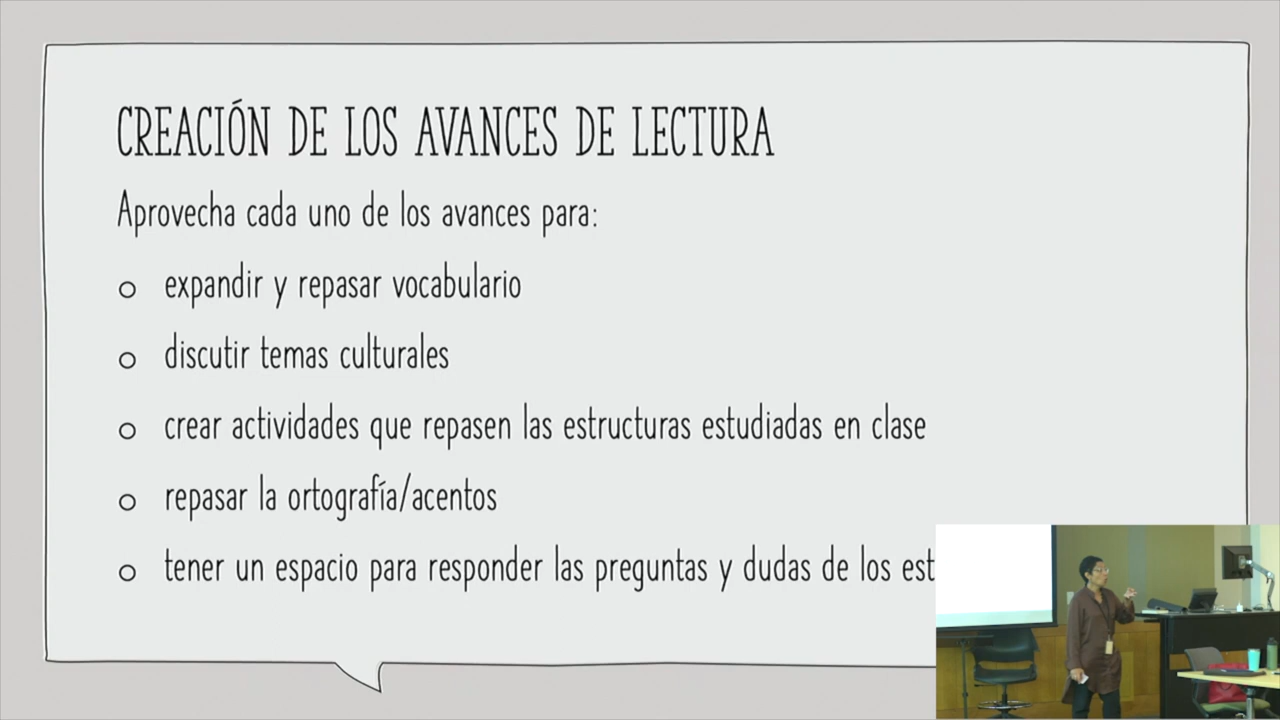 CREACIÓN DE LOS AVANCES DE LECTURA
Aprovecha cada uno de los avances para:
o expandir y repasar vocabulario
o discutir temas culturales
o crear actividades que repasen las estructuras estudiadas en clase
o repasar la ortografía/acentos
o tener un espacio para responder las preguntas y dudas de los